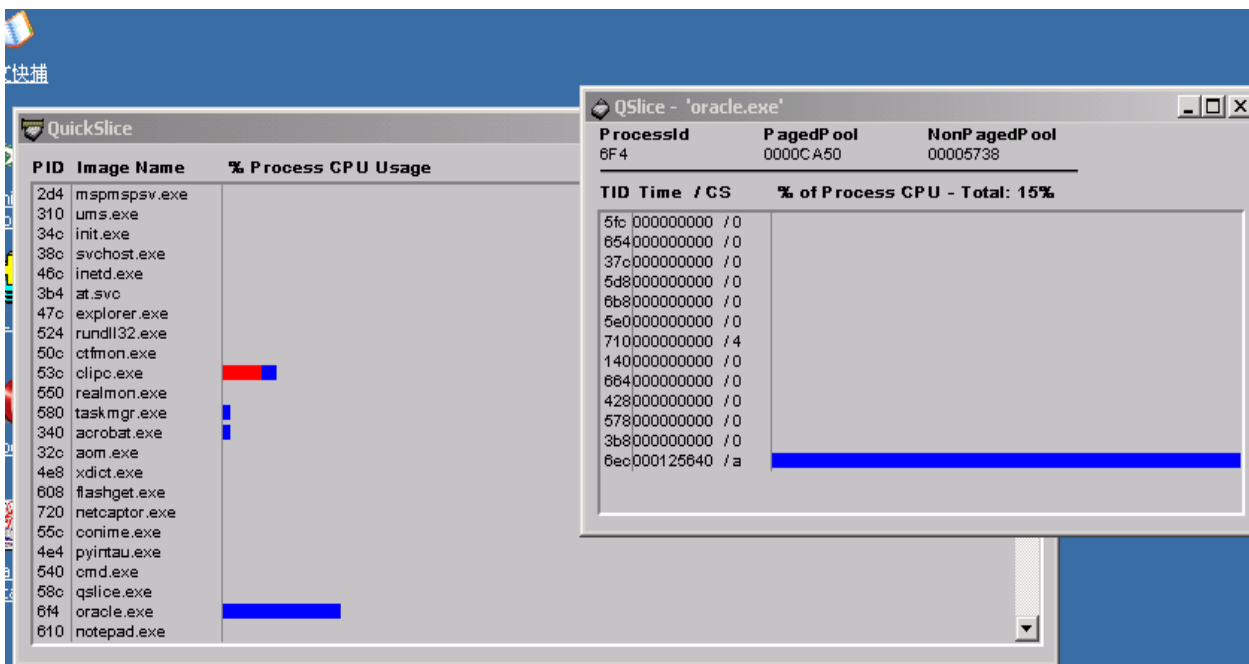 快捕
QuickSlice
PID Image Name % Process CPU Usage
2d4 mspmspsv.exe
310 ums.exe
34c init.exe
38c svchost.exe
46c inetd.exe
3b4 at.svc
47c explorer.exe
524 rundll32.exe
50c ctfmon.exe
53c clipc.exe
550 realmon.exe
580 taskmgr.exe
340 acrobat.exe
32c aom.exe
4e8 xdict.exe
608 flashget.exe
720 netcaptor.exe
55c conime.exe
4e4 pyintau.exe
540 cmd.exe
58c qslice.exe
6f4 oracle.exe
610 notepad.exe
QSlice - 'oracle.exe'
ProcessId PagedPool NonPagedPool
6F4 0000CA50 00005738
TID Time / CS % of Process CPU - Total: 15%
5fc 000000000 / 0
654 000000000 / 0
37c 000000000 / 0
5d8 000000000 / 0
6b8 000000000 / 0
5e0 000000000 / 0
710 000000000 / 4
140 000000000 / 0
664 000000000 / 0
428 000000000 / 0
578 000000000 / 0
3b8 000000000 / 0
6ec 000125640 / a